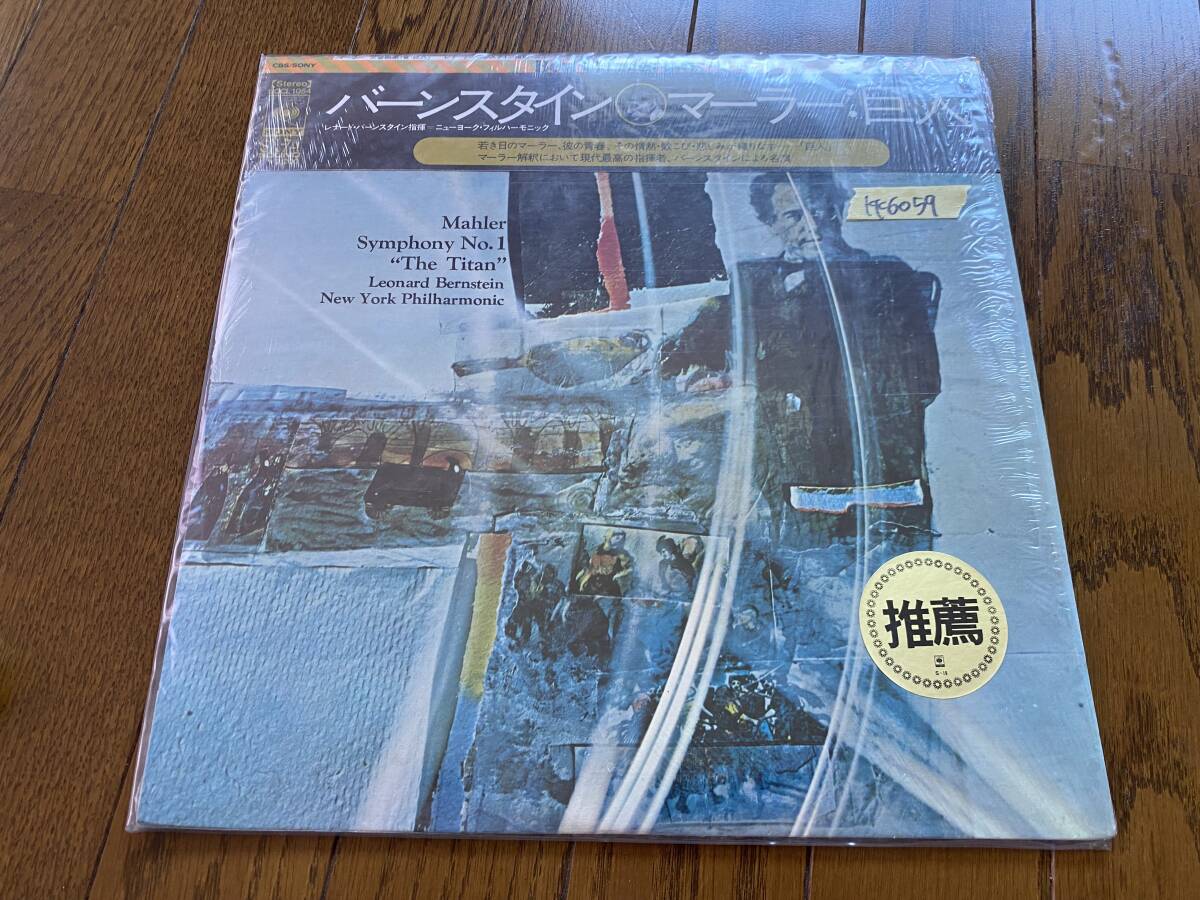 CBS/SONY
Stereo
バーンスタイン マーラー 巨人
レナード・バーンスタイン指揮=ニューヨーク・フィルハーモニック
若き日のマーラー、彼の青春、その情熱・歓こび・悲しみが織りなす「巨人」
マーラー解釈において現代最高の指揮者、バーンスタインによる名演
Mahler
Symphony No. 1
“The Titan”
Leonard Bernstein
New York Philharmonic
6059
推薦